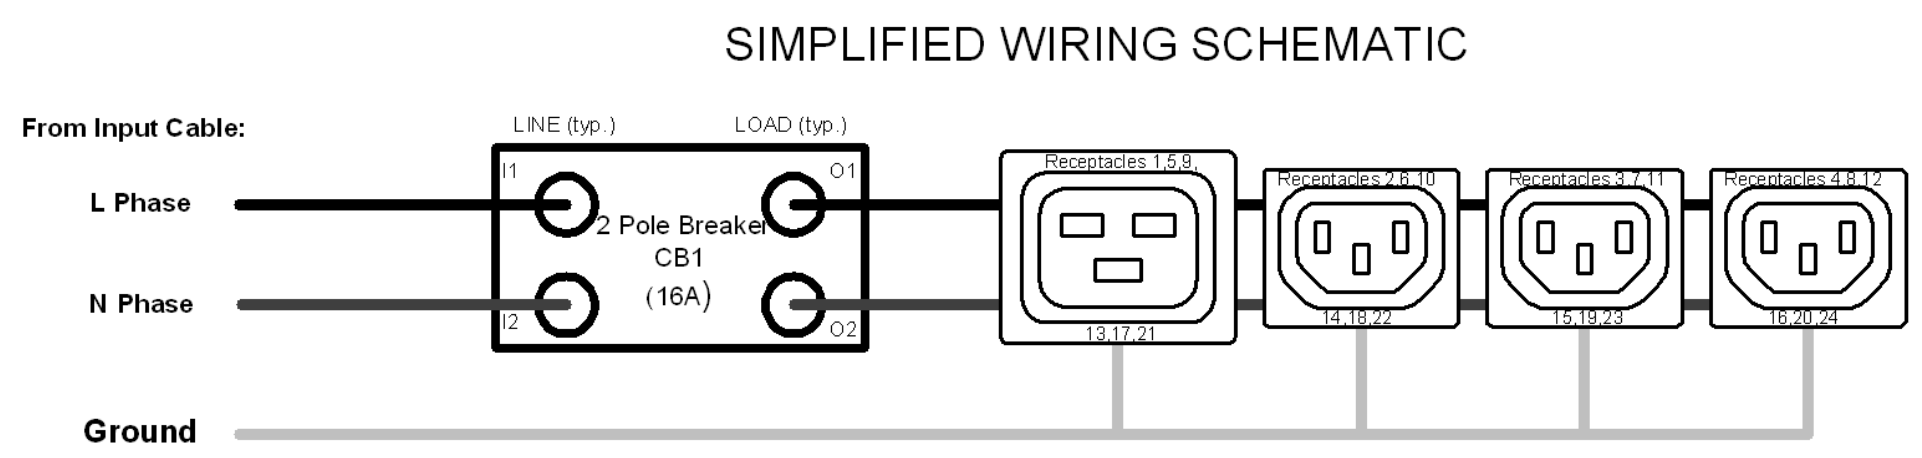 SIMPLIFIED WIRING SCHEMATIC
From Input Cable:
LINE (typ.)
LOAD (typ.)
I1
O1
L Phase
2 Pole Breaker
CB1
(16A)
N Phase
I2
O2
Receptacles 1,5,9,
13,17,21
Receptacles 2,6,10
14,18,22
Receptacles 3,7,11
15,19,23
Receptacles 4,8,12
16,20,24
Ground